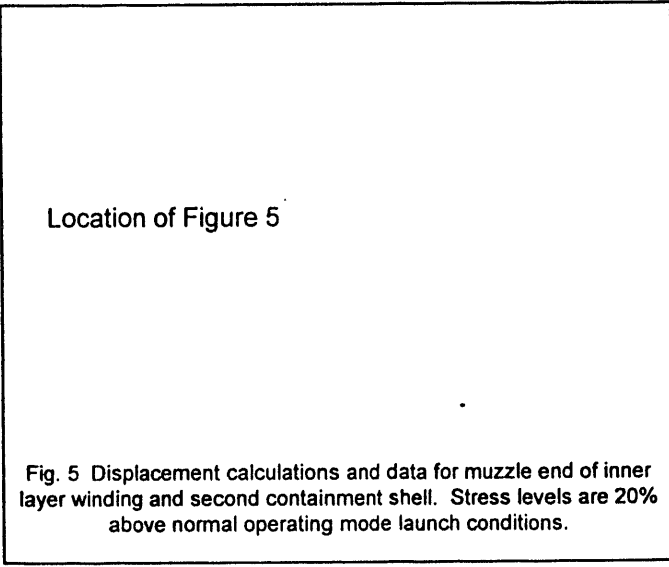 Location of Figure 5
Fig. 5 Displacement calculations and data for muzzle end of inner
layer winding and second containment shell. Stress levels are 20%
above normal operating mode launch conditions.